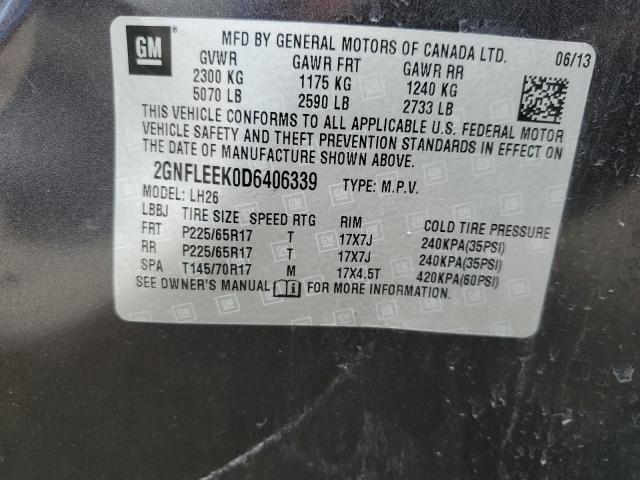 GM MFD BY GENERAL MOTORS OF CANADA LTD. 06/13
GVWR GAWR FRT GAWR RR
2300 KG 1175 KG 1240 KG
5070 LB 2590 LB 2733 LB
THIS VEHICLE CONFORMS TO ALL APPLICABLE U.S. FEDERAL MOTOR
VEHICLE SAFETY AND THEFT PREVENTION STANDARDS IN EFFECT ON
THE DATE OF MANUFACTURE SHOWN ABOVE.
2GNFLEEK0D6406339 TYPE: M.P.V.
MODEL: LH26
LBBJ TIRE SIZE SPEED RTG RIM COLD TIRE PRESSURE
FRT P225/65R17 T 17X7J 240KPA(35PSI)
RR P225/65R17 T 17X7J 240KPA(35PSI)
SPA T145/70R17 M 17X4.5T 420KPA(60PSI)
SEE OWNER'S MANUAL FOR MORE INFORMATION.